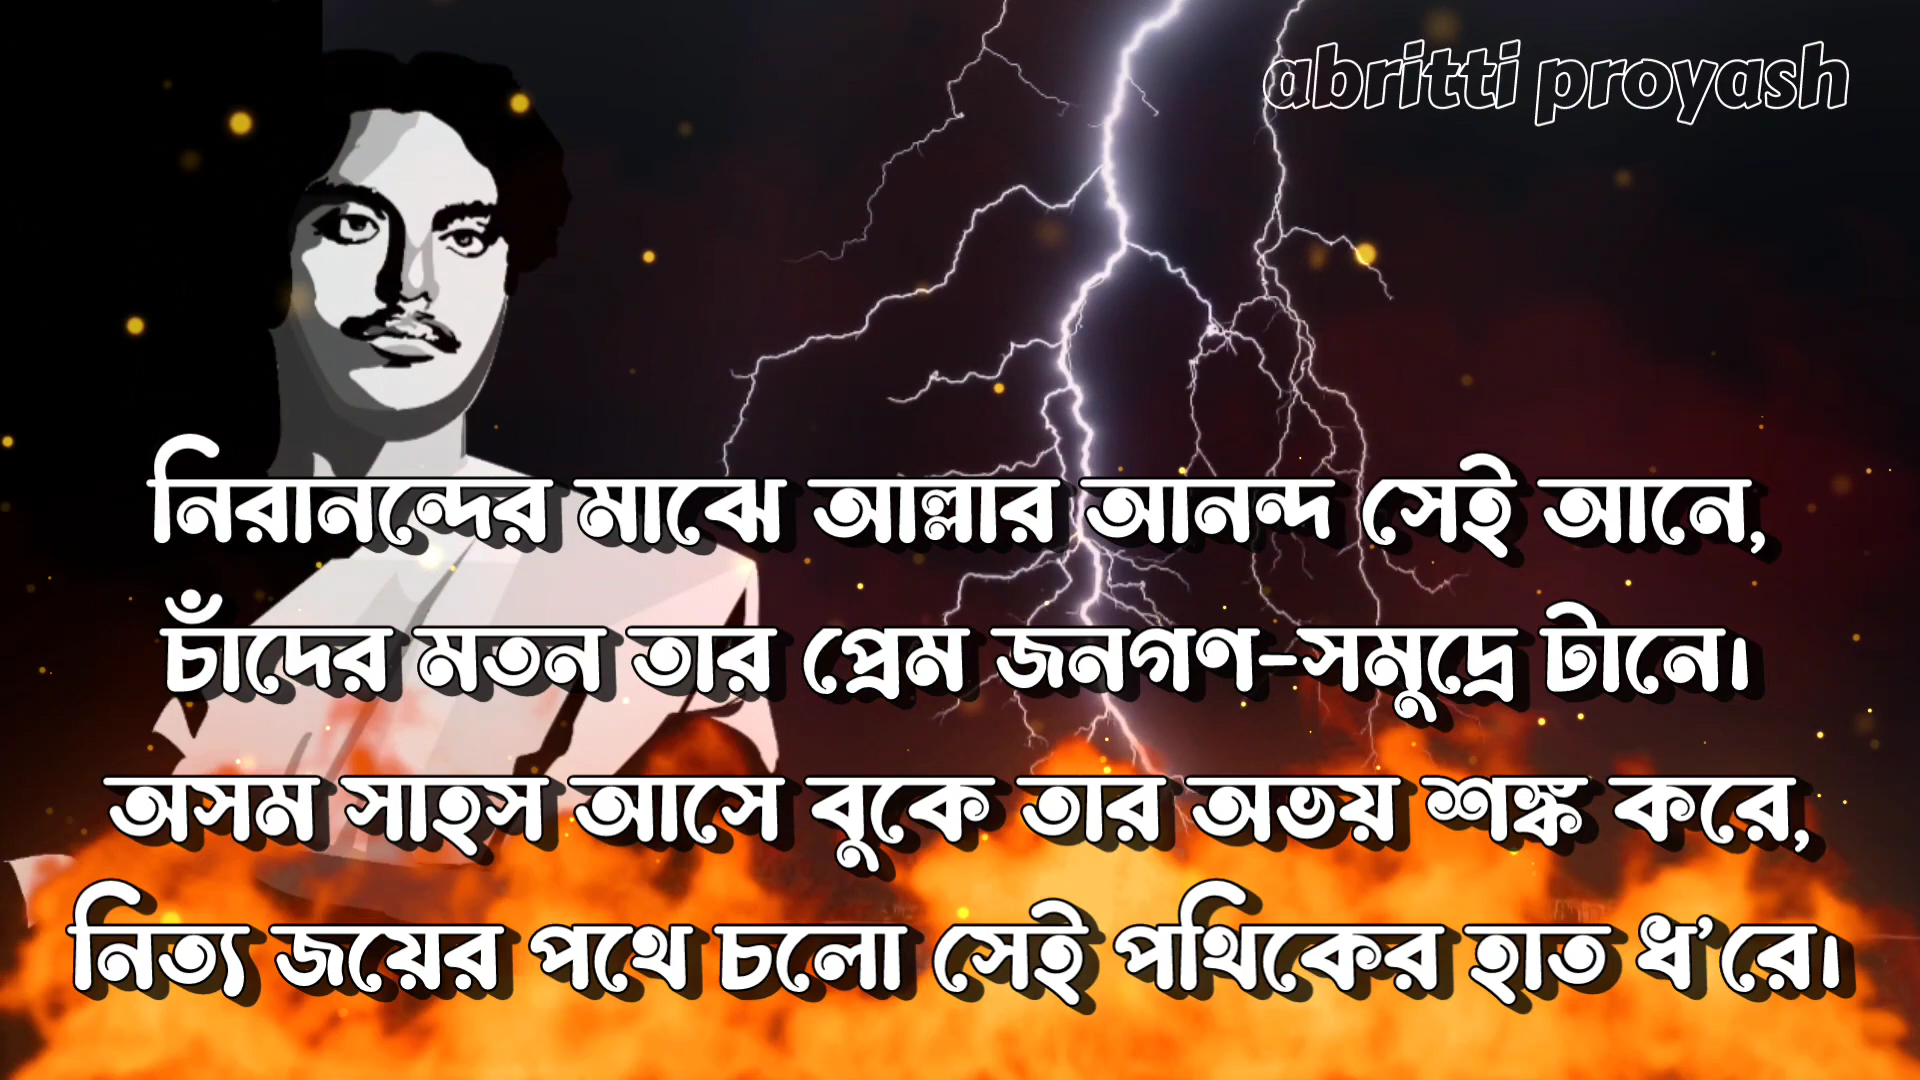 abritti proyash
নিরানন্দের মাঝে আল্লার আনন্দ সেই আনে,
চাঁদের মতন তার প্রেম জনগণ-সমুদ্রে টানে।
অসম সাহস আসে বুকে তার অভয় শঙ্ক করে,
নিত্য জয়ের পথে চলো সেই পথিকের হাত ধ’রে।